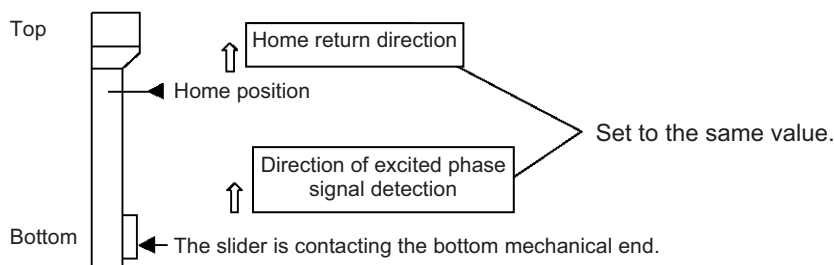 Top
Home return direction
Home position
Set to the same value.
Direction of excited phase
signal detection
Bottom
The slider is contacting the bottom mechanical end.